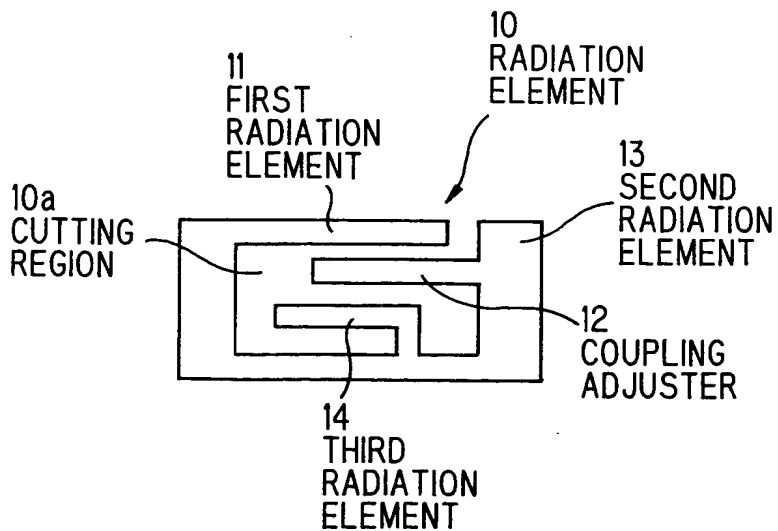 10
RADIATION
ELEMENT
11
FIRST
RADIATION
ELEMENT
13
SECOND
RADIATION
ELEMENT
10a
CUTTING
REGION
12
COUPLING
ADJUSTER
14
THIRD
RADIATION
ELEMENT